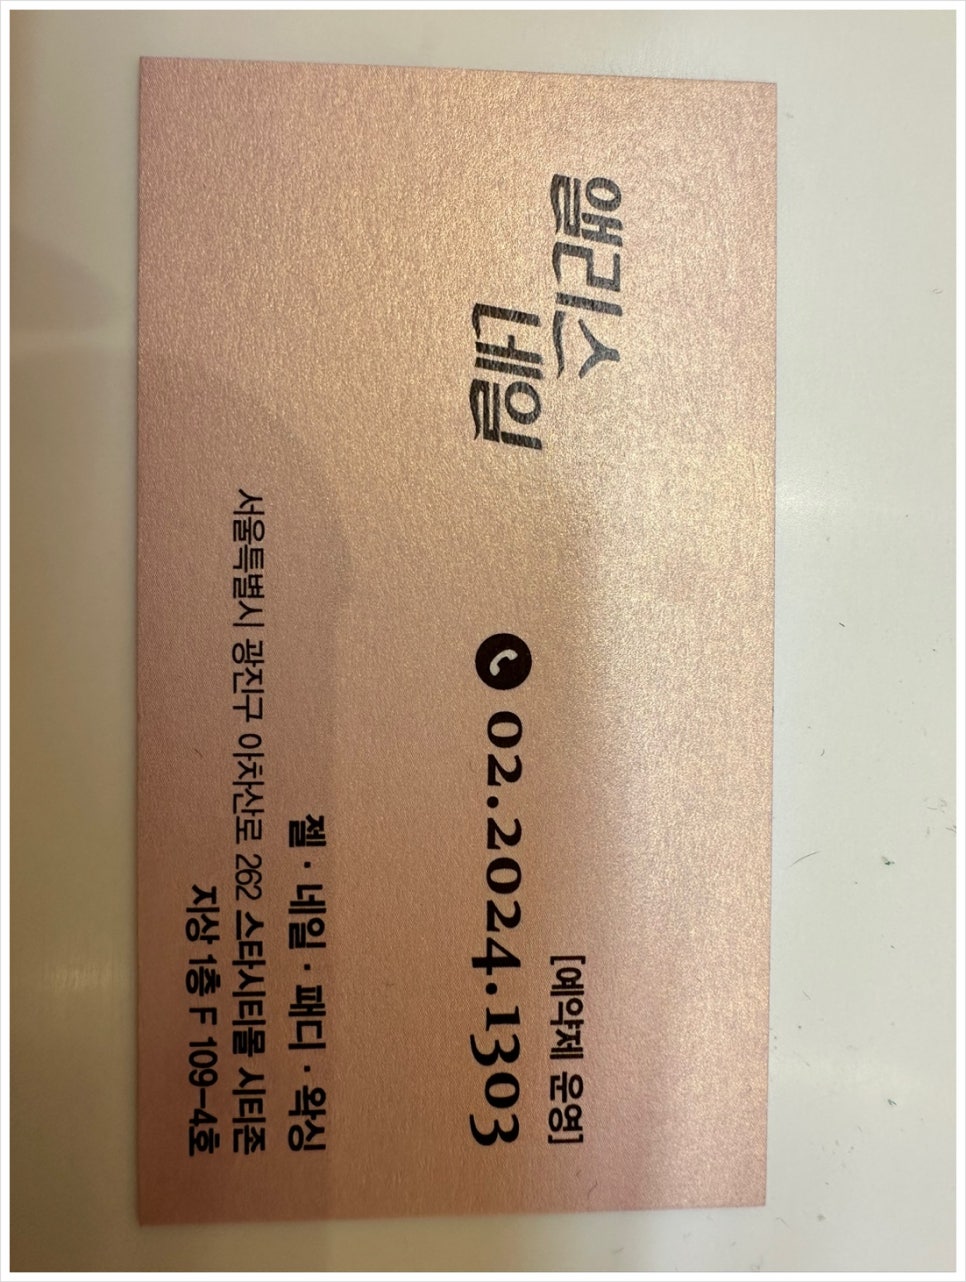 앨리스
네일
[예약제 운영]
02.2024.1303
젤 · 네일 · 패디 · 왁싱
서울특별시 광진구 아차산로 262 스타시티몰 시티존
지상 1층 F 109-4호